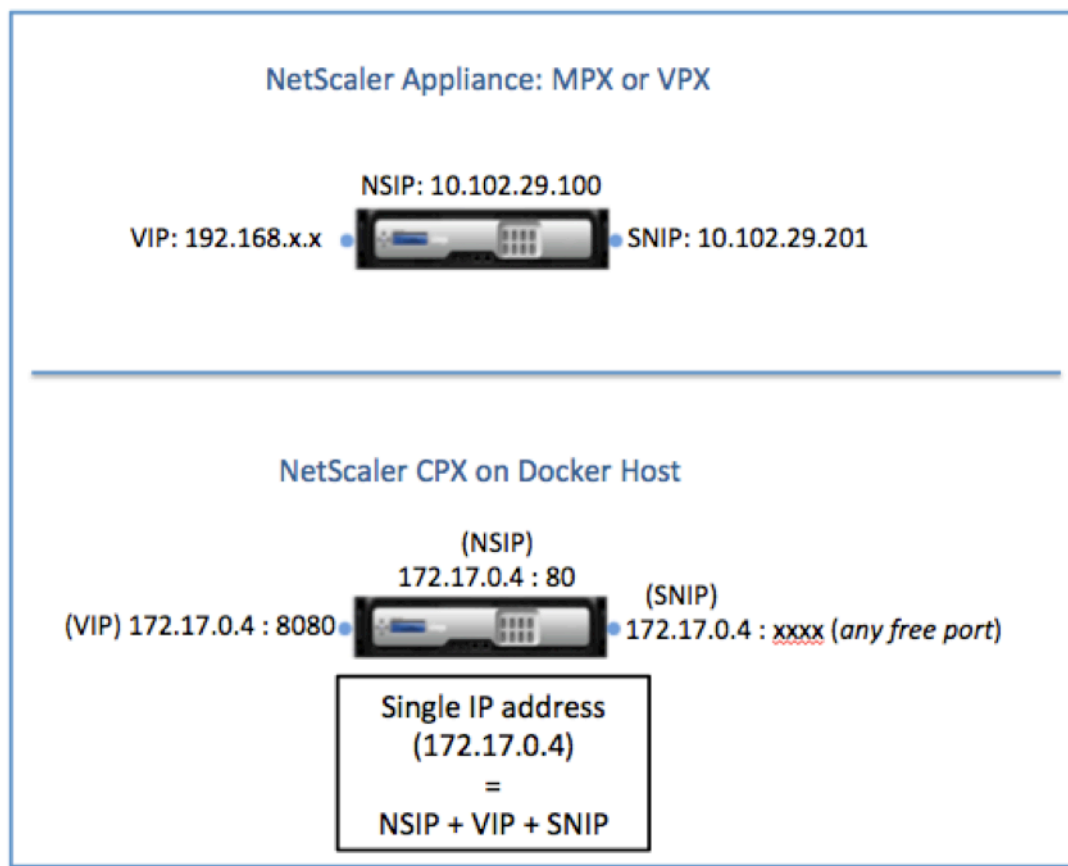 NetScaler Appliance: MPX or VPX
NSIP: 10.102.29.100
VIP: 192.168.x.x
SNIP: 10.102.29.201
NetScaler CPX on Docker Host
(NSIP)
172.17.0.4 : 80
(VIP) 172.17.0.4 : 8080
(SNIP)
172.17.0.4 : xxxx (any free port)
Single IP address
(172.17.0.4)
=
NSIP + VIP + SNIP